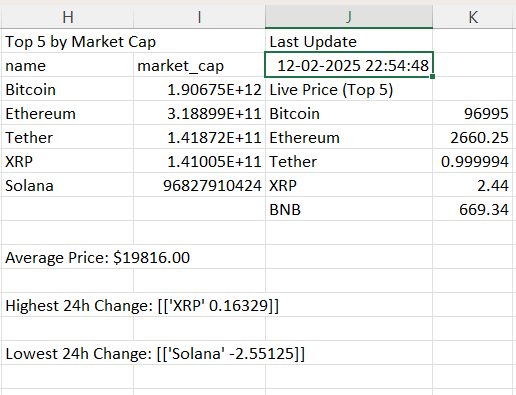 H I J K
Top 5 by Market Cap Last Update
name market_cap 12-02-2025 22:54:48
Bitcoin 1.90675E+12 Live Price (Top 5)
Ethereum 3.18899E+11 Bitcoin 96995
Tether 1.41872E+11 Ethereum 2660.25
XRP 1.41005E+11 Tether 0.999994
Solana 96827910424 XRP 2.44
BNB 669.34
Average Price: $19816.00
Highest 24h Change: [['XRP' 0.16329]]
Lowest 24h Change: [['Solana' -2.55125]]